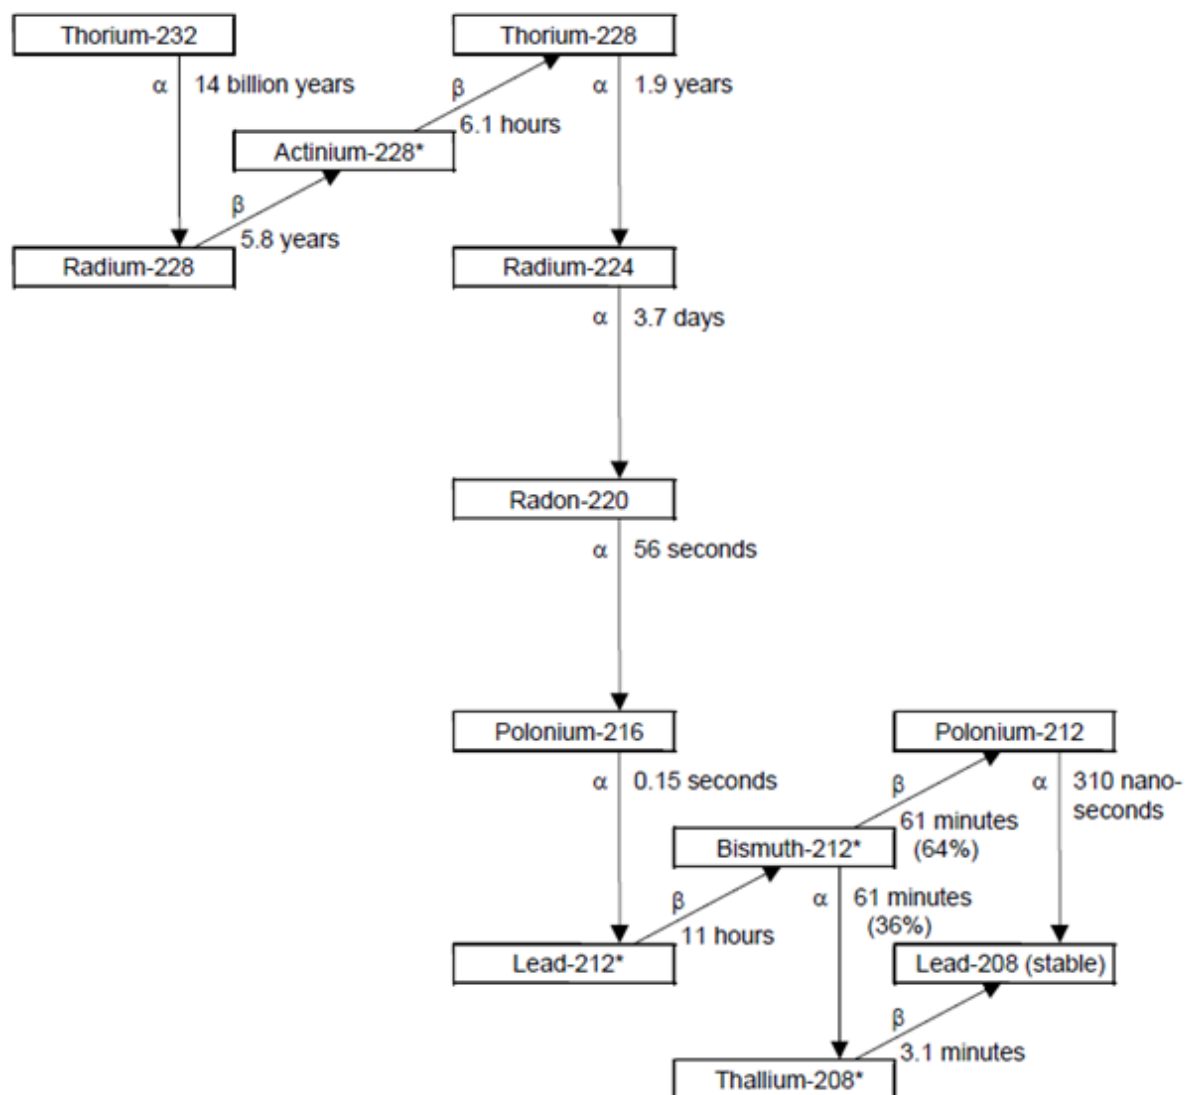 Thorium-232
Thorium-228
α 14 billion years
α 1.9 years
β
6.1 hours
Actinium-228*
β
5.8 years
Radium-228
Radium-224
α 3.7 days
Radon-220
α 56 seconds
Polonium-216
Polonium-212
α 0.15 seconds
α 310 nano-
seconds
β
61 minutes
(64%)
Bismuth-212*
α 61 minutes
(36%)
β
11 hours
Lead-212*
Lead-208 (stable)
β
3.1 minutes
Thallium-208*